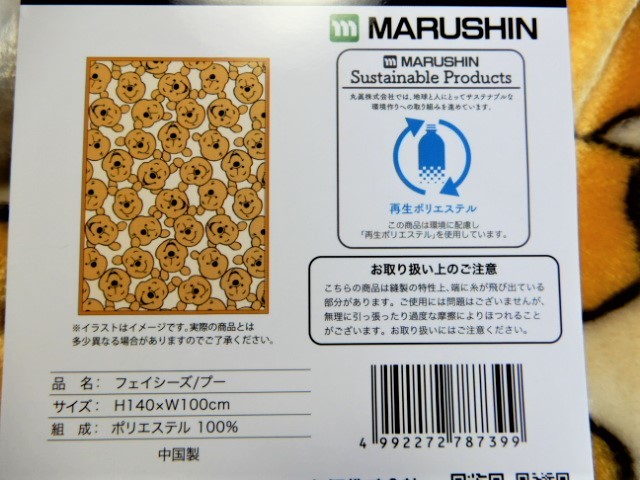 MARUSHIN
MARUSHIN
Sustainable Products
丸眞株式会社では、地球と人にとってサステナブルな
環境作りへの取り組みを進めています。
再生ポリエステル
この商品は環境に配慮し
「再生ポリエステル」を使用しています。
※イラストはイメージです。実際の商品とは
多少異なる場合がありますのでご了承ください。
お取り扱い上のご注意
こちらの商品は縫製の特性上、端に糸が飛び出ている
部分があります。ご使用には問題はございませんが、
無理に引っ張ったり過度な摩擦によりほつれること
がございます。お取り扱いにはご注意ください。
品 名: フェイシーズ/プー
サイズ: H140×W100cm
組 成: ポリエステル 100%
中国製
4 992272 787399